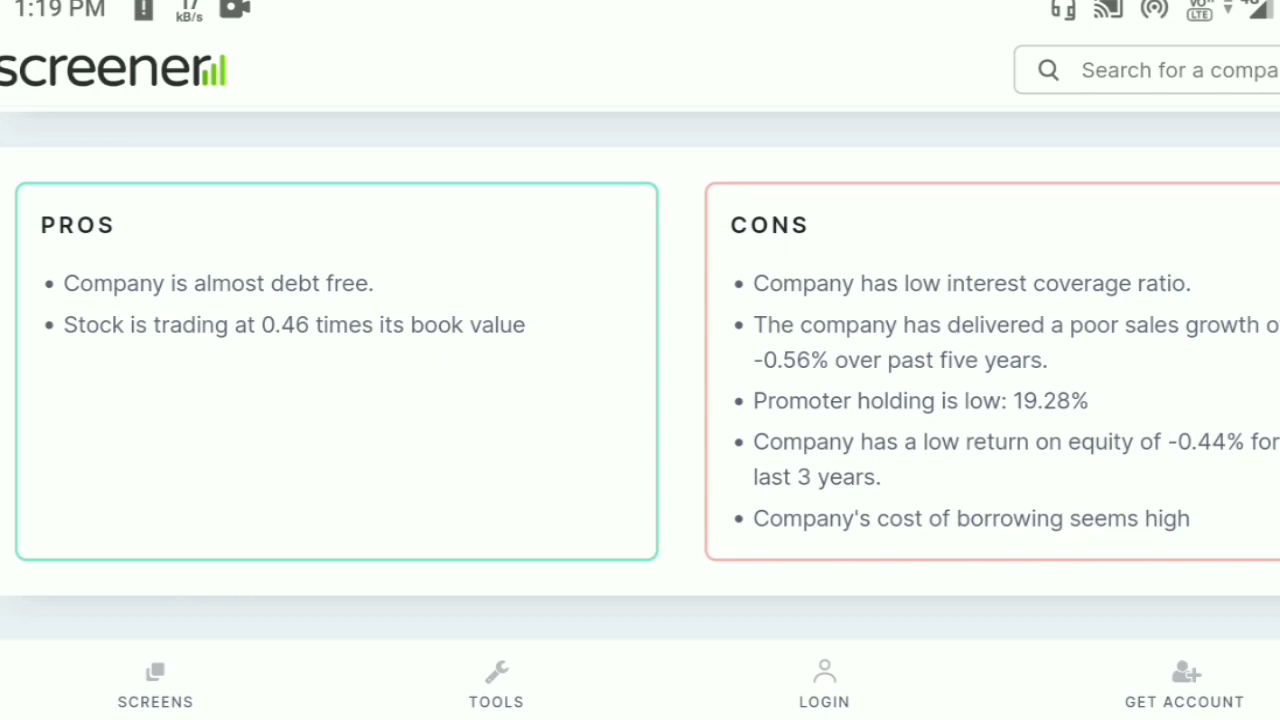 1:19 PM
17
kB/s
VO
LTE
4G
screener
Search for a compa
PROS
• Company is almost debt free.
• Stock is trading at 0.46 times its book value
CONS
• Company has low interest coverage ratio.
• The company has delivered a poor sales growth o
-0.56% over past five years.
• Promoter holding is low: 19.28%
• Company has a low return on equity of -0.44% for
last 3 years.
• Company's cost of borrowing seems high
SCREENS
TOOLS
LOGIN
GET ACCOUNT